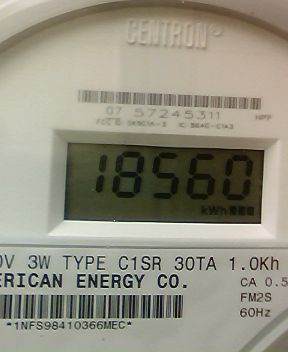 CENTRON®
07 57245311
HPF
18560
kWh
V 3W TYPE C1SR 30TA 1.0Kh
ERICAN ENERGY CO.
CA 0.5
FM2S
60Hz
*1NFS98410366MEC*